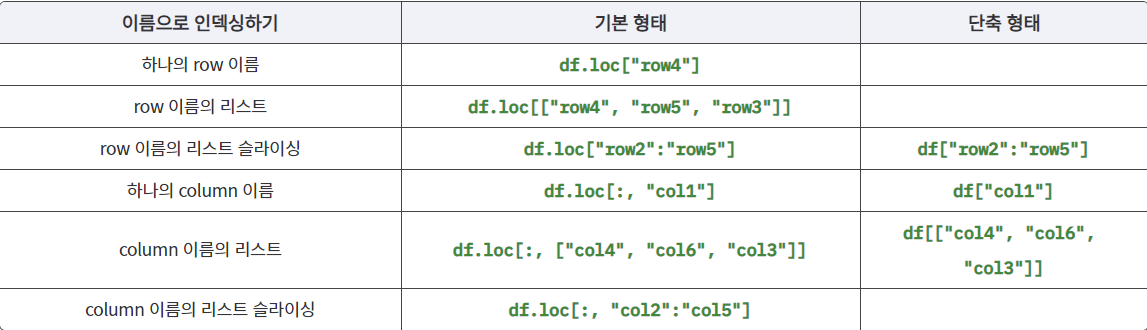 이름으로 인덱싱하기 기본 형태 단축 형태
하나의 row 이름 df.loc["row4"]
row 이름의 리스트 df.loc[["row4", "row5", "row3"]]
row 이름의 리스트 슬라이싱 df.loc["row2":"row5"] df["row2":"row5"]
하나의 column 이름 df.loc[:, "col1"] df["col1"]
column 이름의 리스트 df.loc[:, ["col4", "col6", "col3"]] df[["col4", "col6",
"col3"]]
column 이름의 리스트 슬라이싱 df.loc[:, "col2":"col5"]